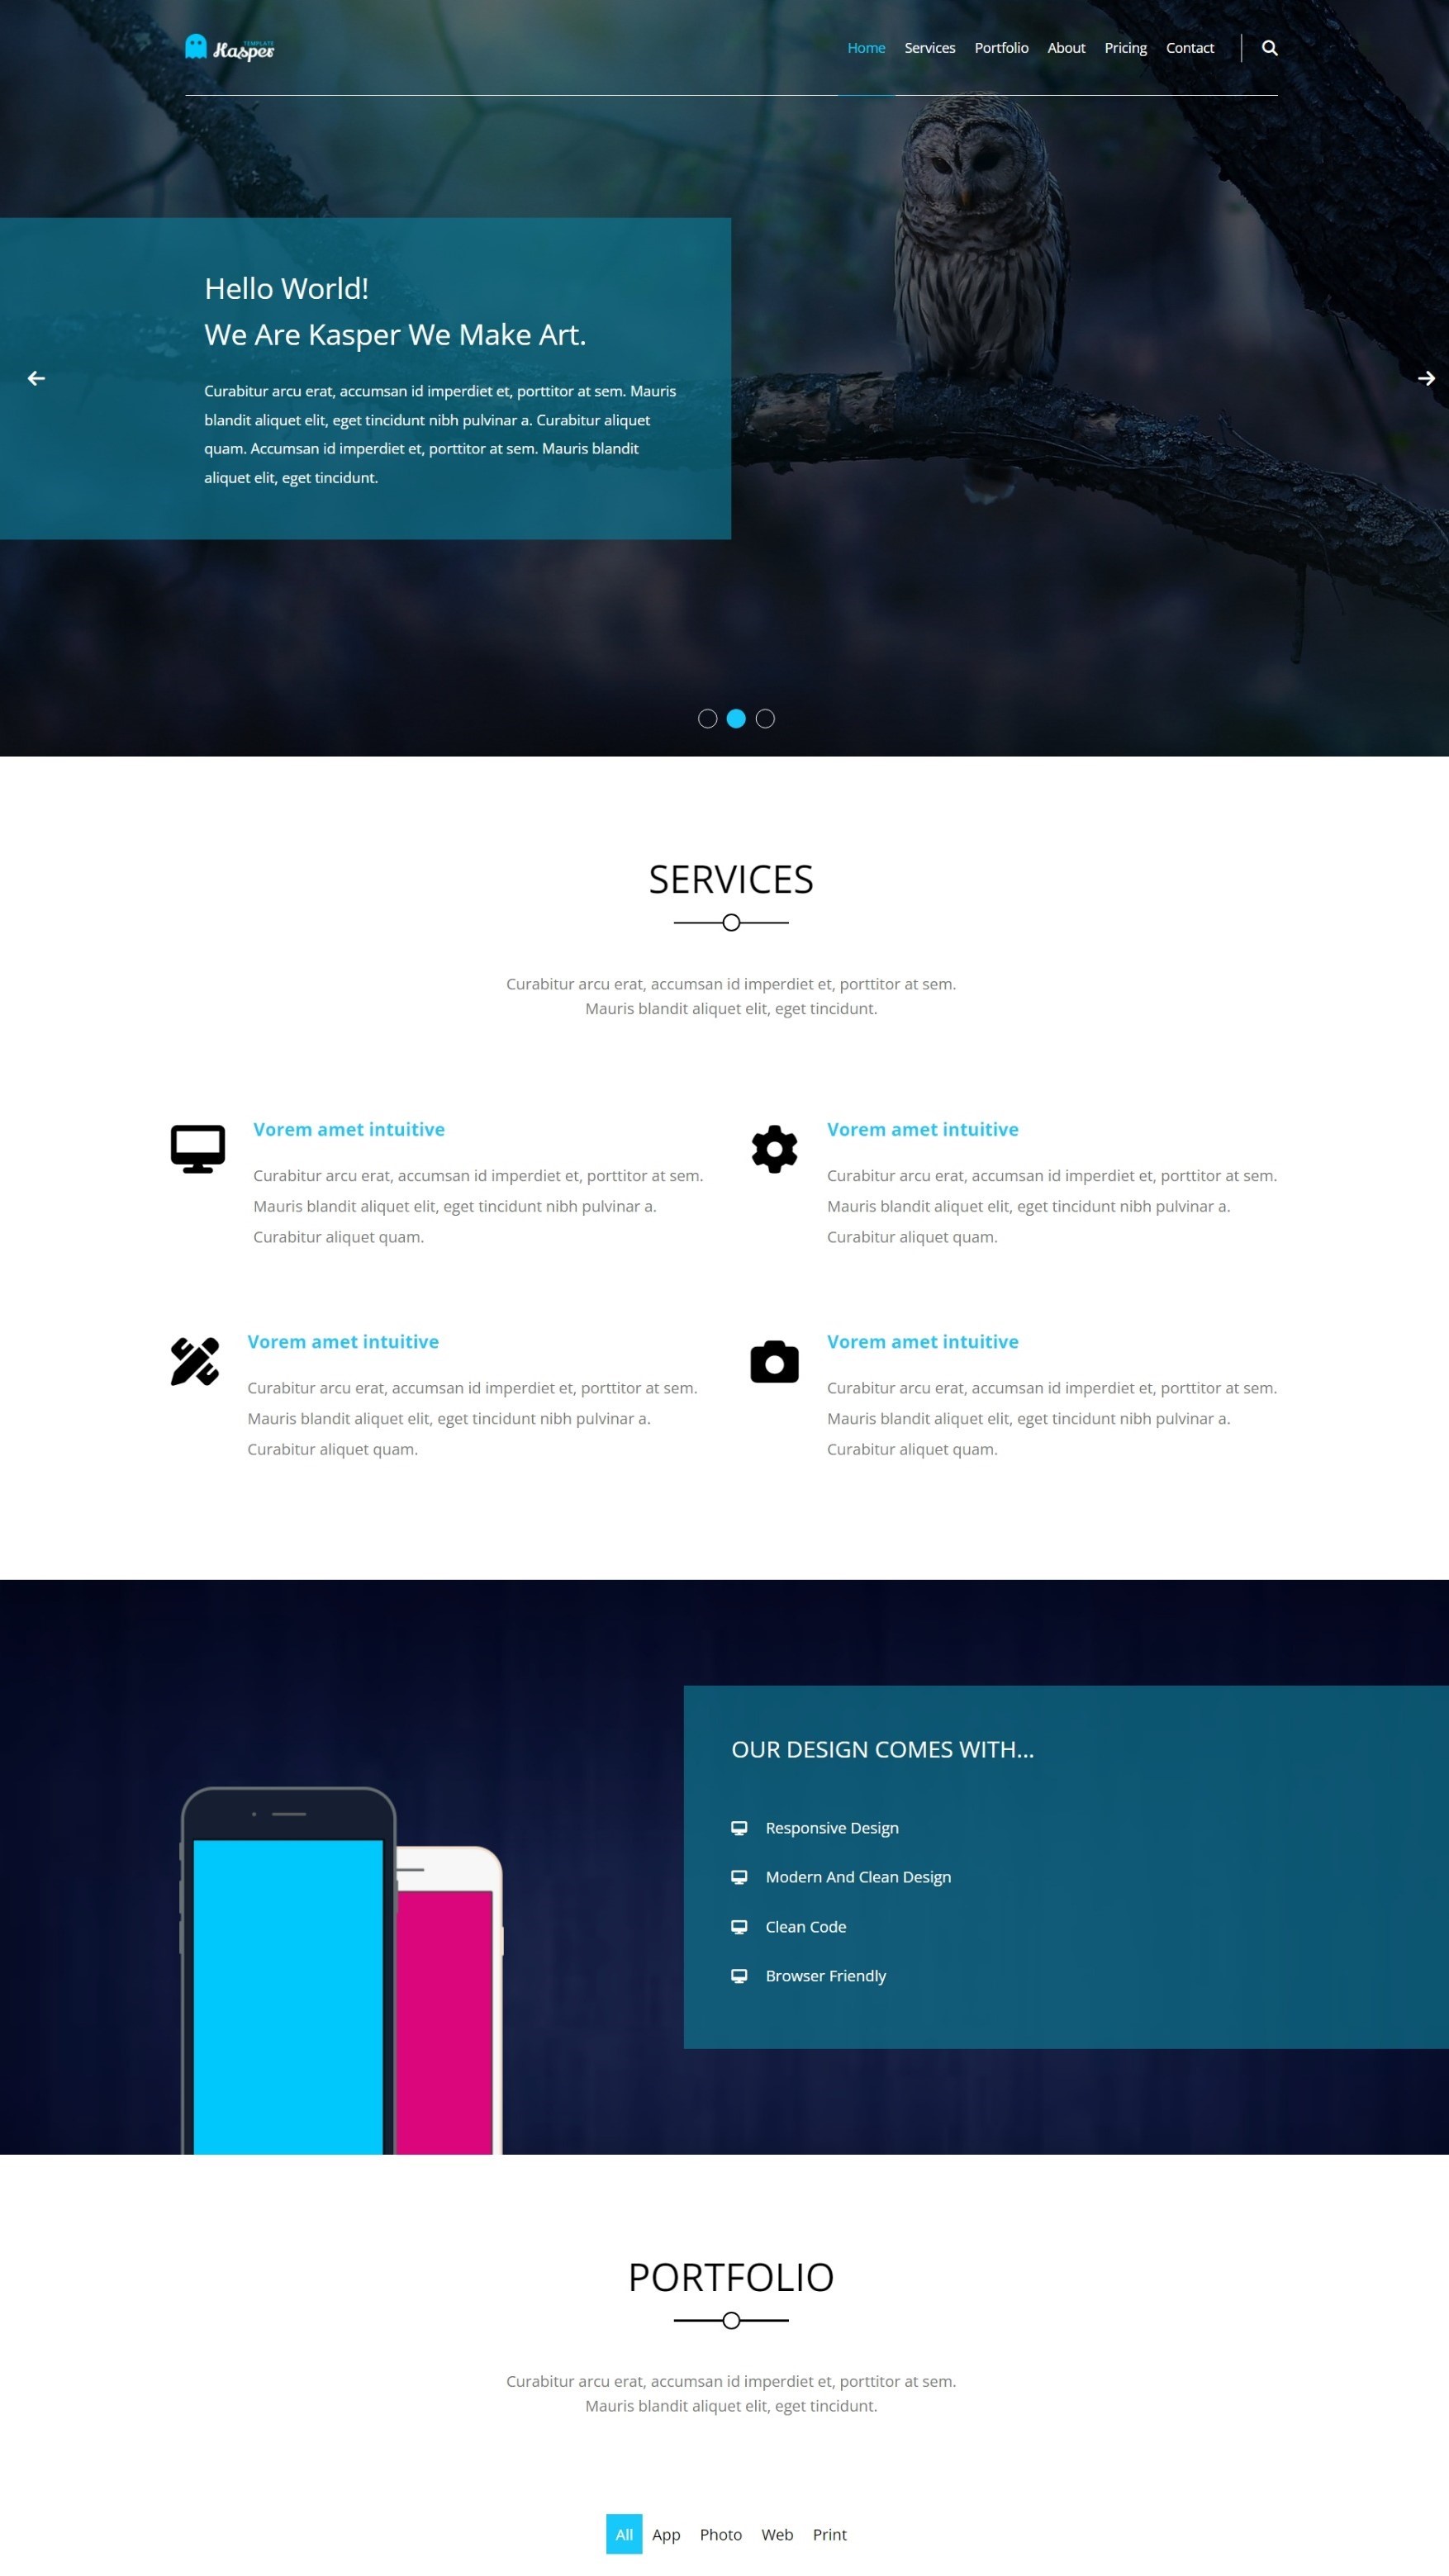 TEMPLATE
Kasper
Home Services Portfolio About Pricing Contact
Hello World!
We Are Kasper We Make Art.
Curabitur arcu erat, accumsan id imperdiet et, porttitor at sem. Mauris
blandit aliquet elit, eget tincidunt nibh pulvinar a. Curabitur aliquet
quam. Accumsan id imperdiet et, porttitor at sem. Mauris blandit
aliquet elit, eget tincidunt.
SERVICES
Curabitur arcu erat, accumsan id imperdiet et, porttitor at sem.
Mauris blandit aliquet elit, eget tincidunt.
Vorem amet intuitive
Curabitur arcu erat, accumsan id imperdiet et, porttitor at sem.
Mauris blandit aliquet elit, eget tincidunt nibh pulvinar a.
Curabitur aliquet quam.
Vorem amet intuitive
Curabitur arcu erat, accumsan id imperdiet et, porttitor at sem.
Mauris blandit aliquet elit, eget tincidunt nibh pulvinar a.
Curabitur aliquet quam.
Vorem amet intuitive
Curabitur arcu erat, accumsan id imperdiet et, porttitor at sem.
Mauris blandit aliquet elit, eget tincidunt nibh pulvinar a.
Curabitur aliquet quam.
Vorem amet intuitive
Curabitur arcu erat, accumsan id imperdiet et, porttitor at sem.
Mauris blandit aliquet elit, eget tincidunt nibh pulvinar a.
Curabitur aliquet quam.
OUR DESIGN COMES WITH...
Responsive Design
Modern And Clean Design
Clean Code
Browser Friendly
PORTFOLIO
Curabitur arcu erat, accumsan id imperdiet et, porttitor at sem.
Mauris blandit aliquet elit, eget tincidunt.
All App Photo Web Print